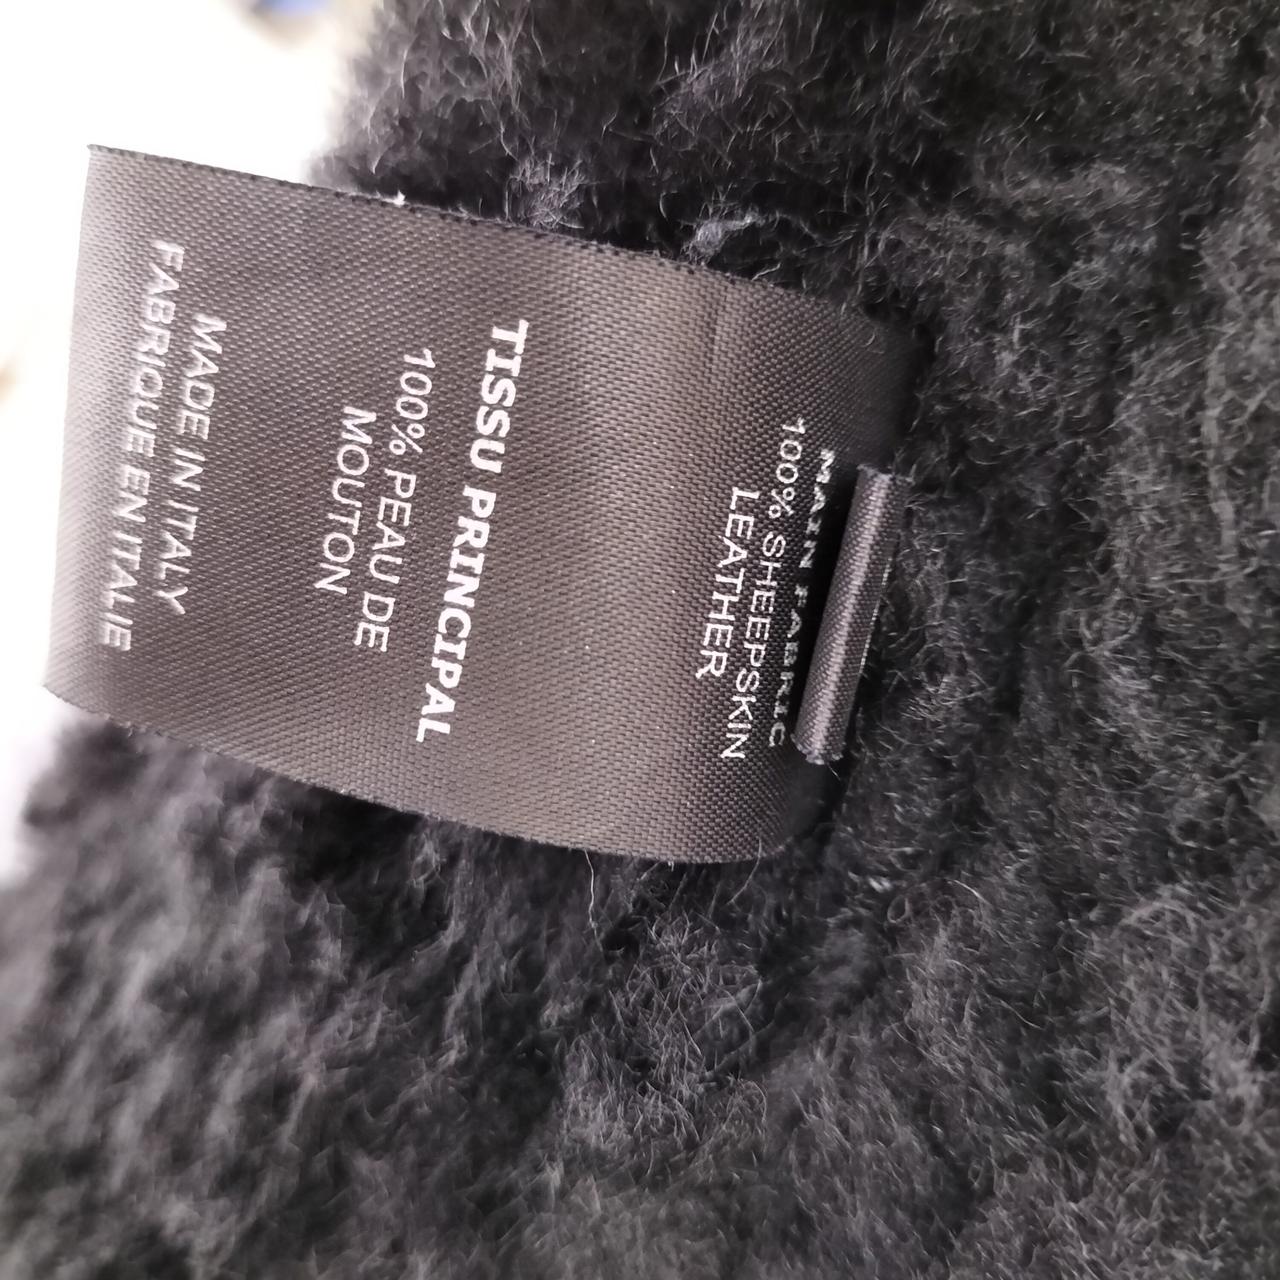 MAIN FABRIC
100% SHEEPSKIN
LEATHER
TISSU PRINCIPAL
100% PEAU DE
MOUTON
MADE IN ITALY
FABRIQUE EN ITALIE